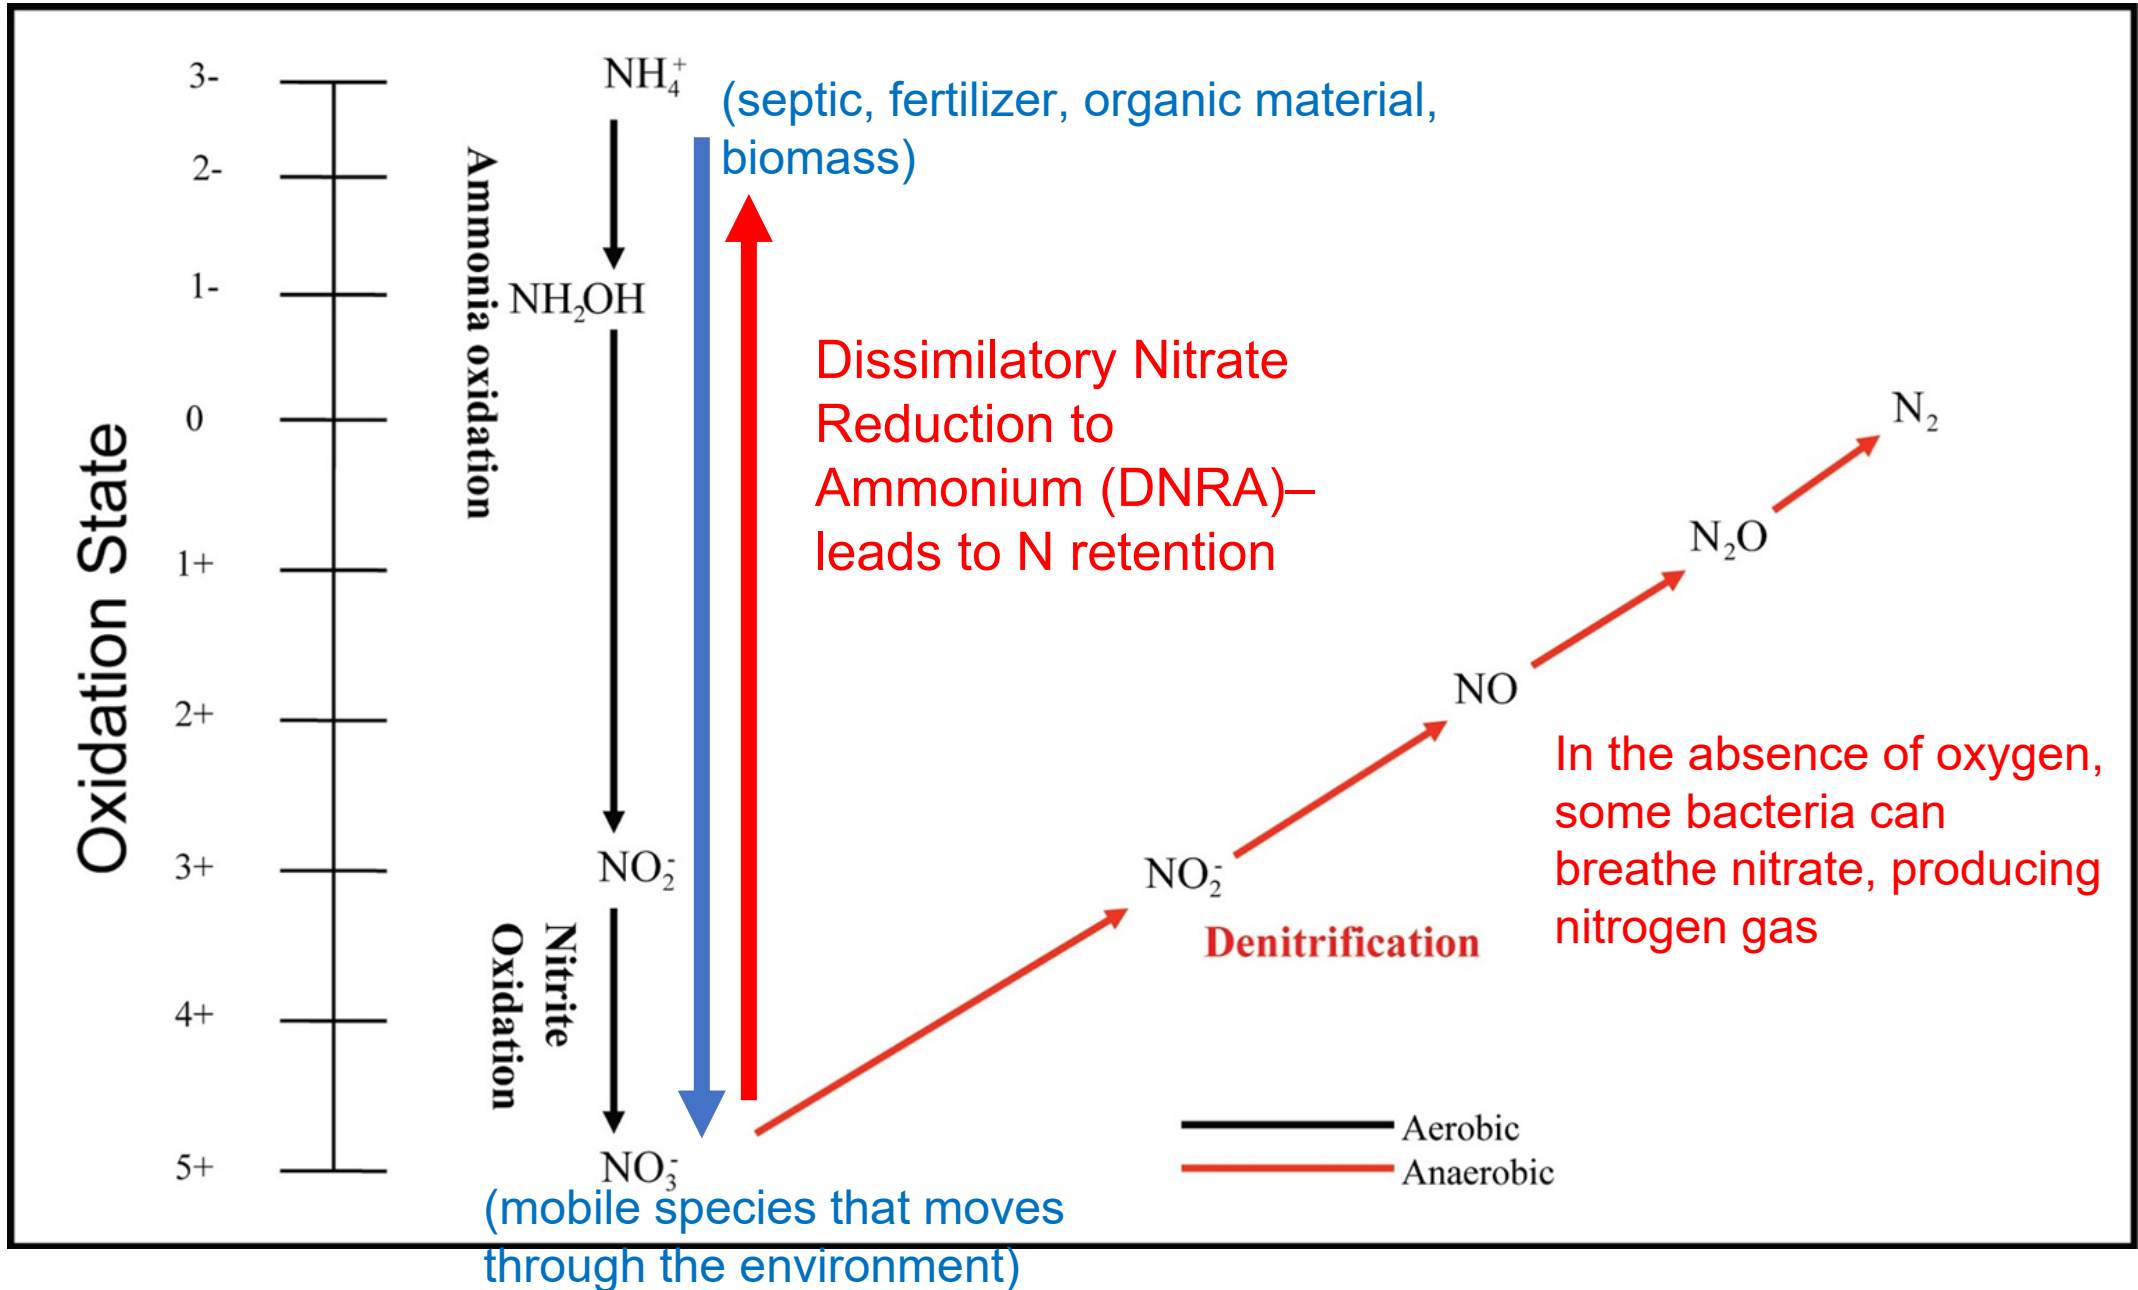 Oxidation State
3-
2-
1-
0
1+
2+
3+
4+
5+
Ammonia oxidation
Nitrite
Oxidation
NH₄⁺
(septic, fertilizer, organic material,
biomass)
NH₂OH
Dissimilatory Nitrate
Reduction to
Ammonium (DNRA)–
leads to N retention
NO₂⁻
NO₃⁻
(mobile species that moves
through the environment)
NO₂⁻
NO
N₂O
N₂
Denitrification
In the absence of oxygen,
some bacteria can
breathe nitrate, producing
nitrogen gas
Aerobic
Anaerobic